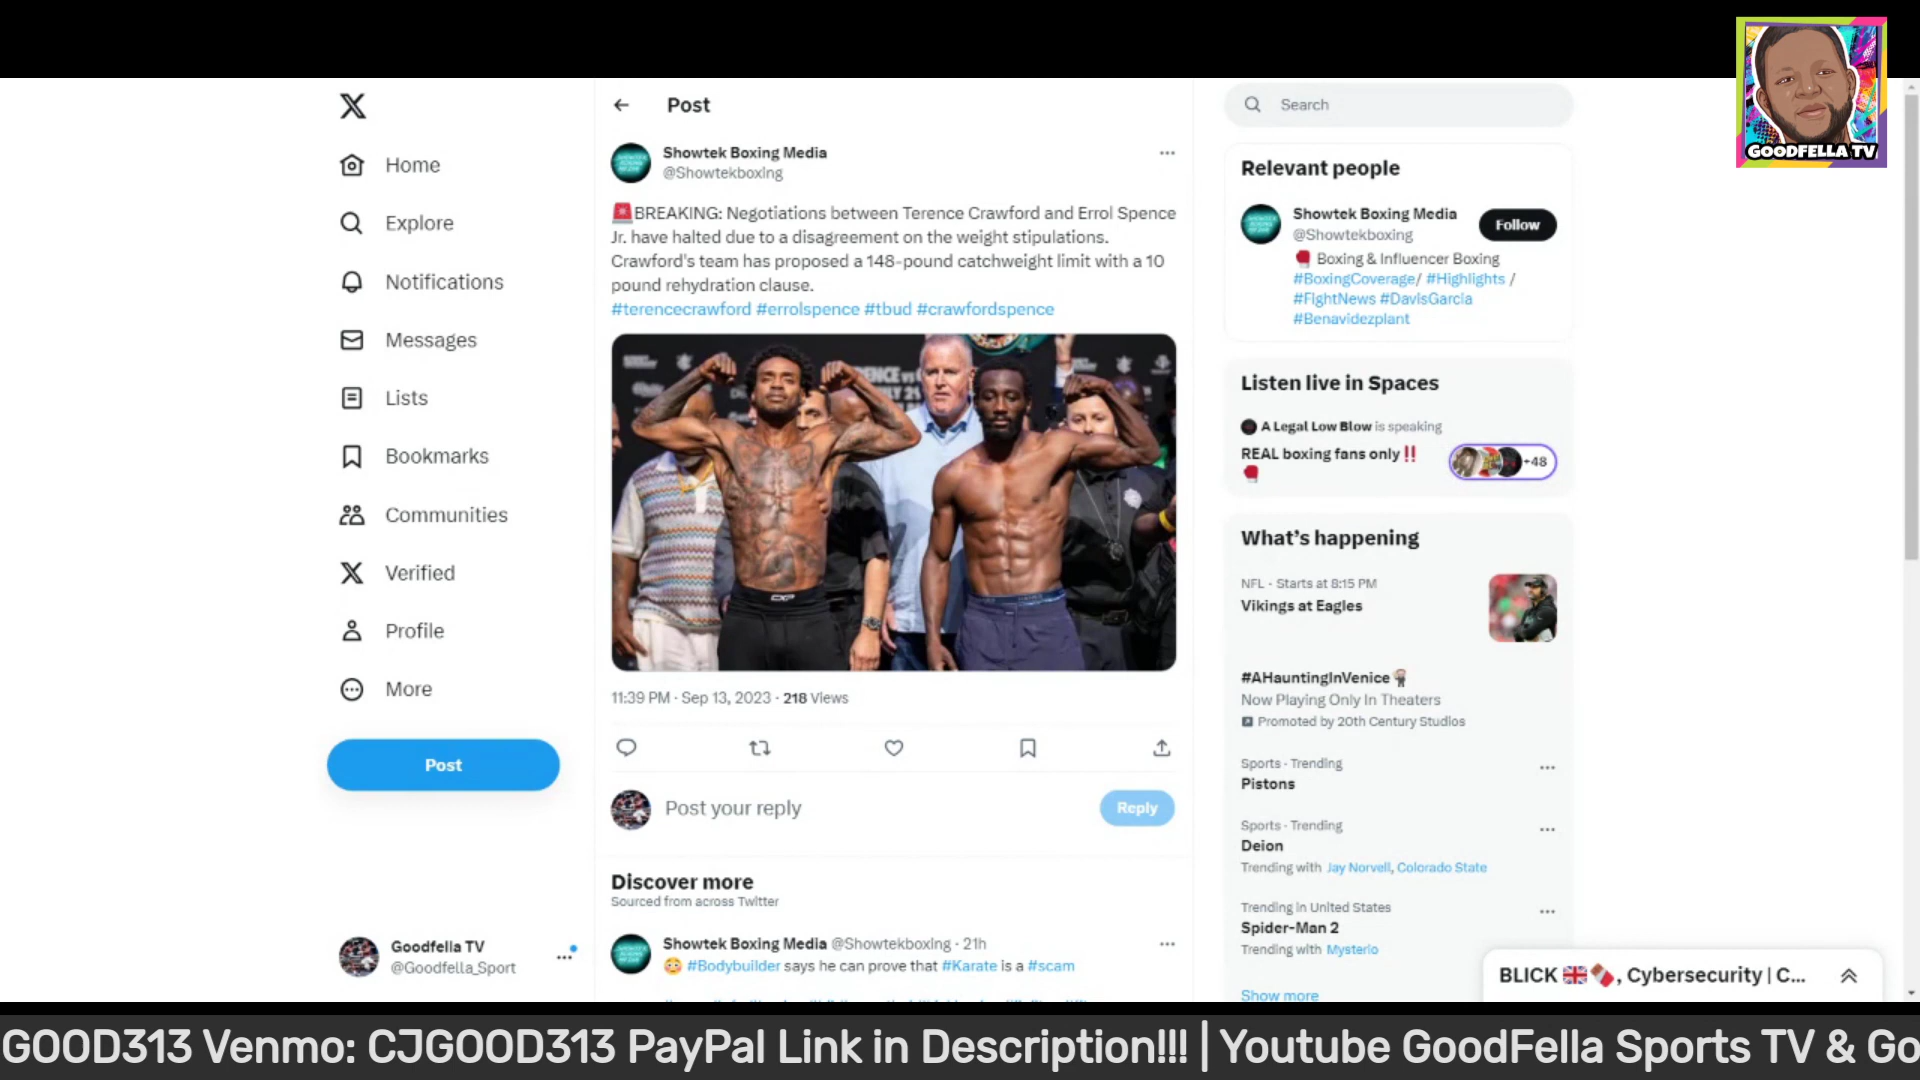 GOODFELLA TV
Home
Explore
Notifications
Messages
Lists
Bookmarks
Communities
Verified
Profile
More
Post
Goodfella TV
@Goodfella_Sport
Post
Showtek Boxing Media
@Showtekboxing
🚨BREAKING: Negotiations between Terence Crawford and Errol Spence
Jr. have halted due to a disagreement on the weight stipulations.
Crawford's team has proposed a 148-pound catchweight limit with a 10
pound rehydration clause.
#terencecrawford #errolspence #tbud #crawfordspence
11:39 PM · Sep 13, 2023 · 218 Views
Post your reply
Reply
Discover more
Sourced from across Twitter
Showtek Boxing Media @Showtekboxing · 21h
😳 #Bodybuilder says he can prove that #Karate is a #scam
Search
Relevant people
Showtek Boxing Media
@Showtekboxing
Follow
🥊 Boxing & Influencer Boxing
#BoxingCoverage/ #Highlights /
#FightNews #DavisGarcia
#Benavidezplant
Listen live in Spaces
A Legal Low Blow is speaking
REAL boxing fans only ‼️
🥊
+48
What's happening
NFL · Starts at 8:15 PM
Vikings at Eagles
#AHauntingInVenice
Now Playing Only In Theaters
Promoted by 20th Century Studios
Sports · Trending
Pistons
Sports · Trending
Deion
Trending with Jay Norvell, Colorado State
Trending in United States
Spider-Man 2
Trending with Mysterio
Show more
BLICK 🇬🇧🍫, Cybersecurity | C...
GOOD313 Venmo: CJGOOD313 PayPal Link in Description!!! | Youtube GoodFella Sports TV & Go